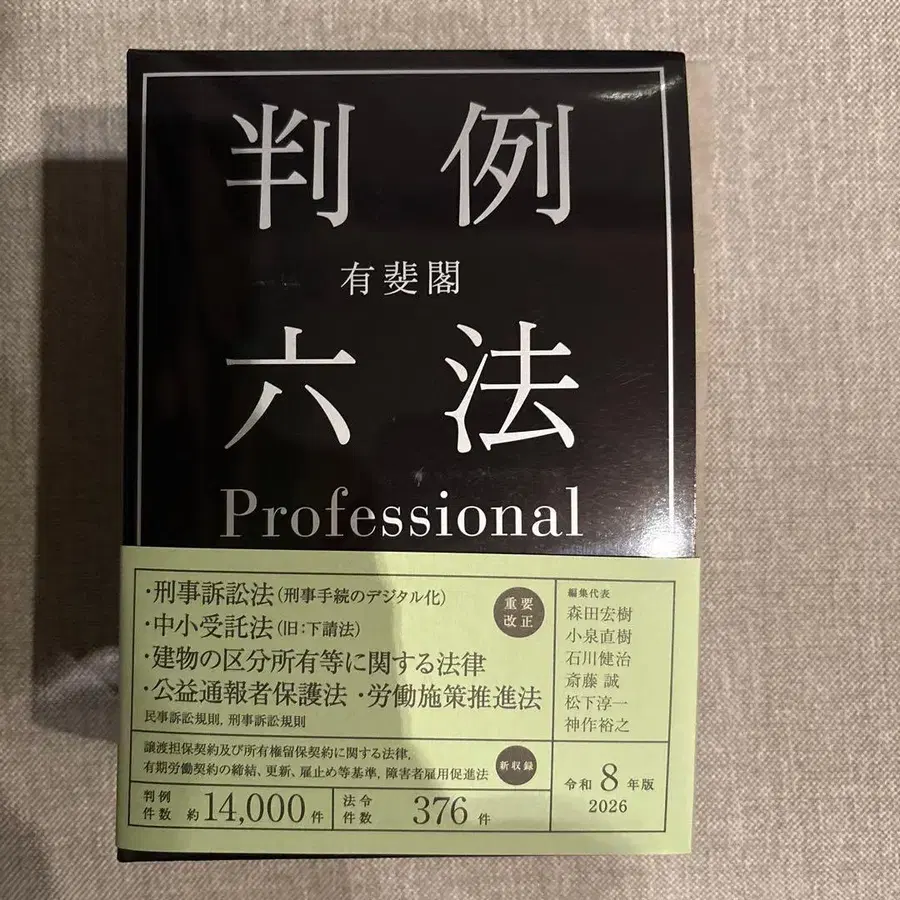 判例
有斐閣
六法
Professional
・刑事訴訟法(刑事手続のデジタル化)
・中小受託法(旧:下請法)
・建物の区分所有等に関する法律
・公益通報者保護法 ・労働施策推進法
民事訴訟規則, 刑事訴訟規則
重要
改正
譲渡担保契約及び所有権留保契約に関する法律,
有期労働契約の締結、更新、雇止め等基準, 障害者雇用促進法
新収録
判例
件数 約14,000件
法令
件数 376件
編集代表
森田宏樹
小泉直樹
石川健治
斎藤 誠
松下淳一
神作裕之
令和8年版
2026